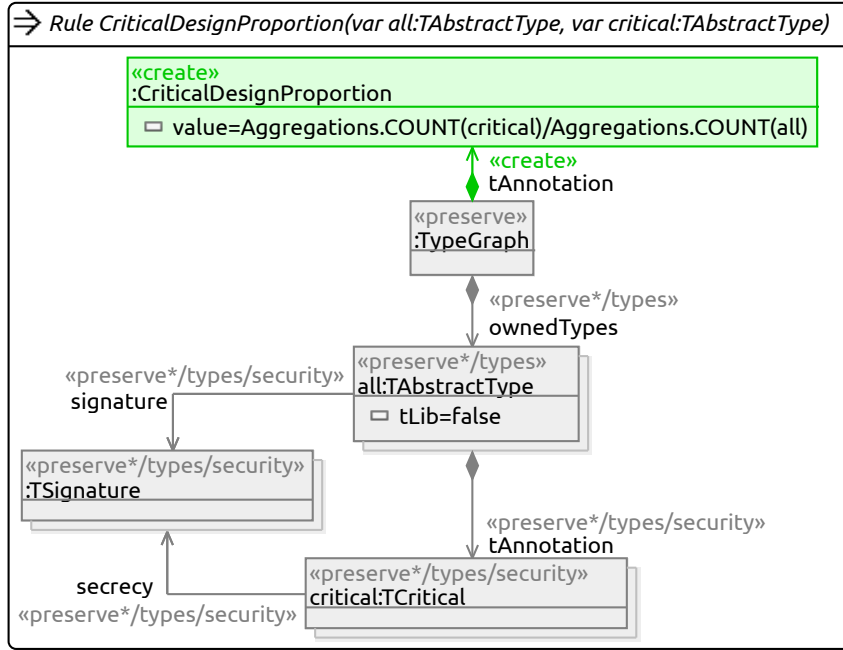 Rule CriticalDesignProportion(var all:TAbstractType, var critical:TAbstractType)
«create»
:CriticalDesignProportion
value=Aggregations.COUNT(critical)/Aggregations.COUNT(all)
«create»
tAnnotation
«preserve»
:TypeGraph
«preserve*/types»
ownedTypes
«preserve*/types»
all:TAbstractType
tLib=false
«preserve*/types/security»
signature
«preserve*/types/security»
:TSignature
«preserve*/types/security»
tAnnotation
«preserve*/types/security»
critical:TCritical
secrecy
«preserve*/types/security»